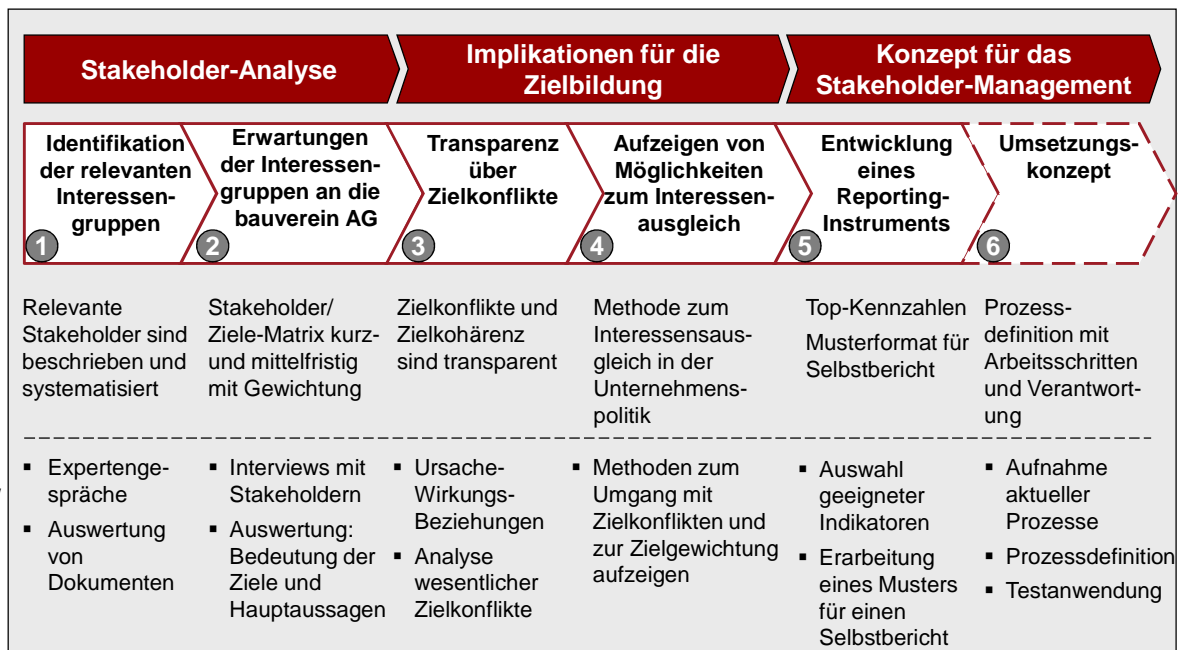 Stakeholder-Analyse
Implikationen für die
Zielbildung
Konzept für das
Stakeholder-Management
Identifikation
der relevanten
Interessen-
gruppen
1
Erwartungen
der Interessen-
gruppen an die
bauverein AG
2
Transparenz
über
Zielkonflikte
3
Aufzeigen von
Möglichkeiten
zum Interessen-
ausgleich
4
Entwicklung
eines
Reporting-
Instruments
5
Umsetzungs-
konzept
6
Relevante
Stakeholder sind
beschrieben und
systematisiert
Stakeholder/
Ziele-Matrix kurz-
und mittelfristig
mit Gewichtung
Zielkonflikte und
Zielkohärenz
sind transparent
Methode zum
Interessensaus-
gleich in der
Unternehmens-
politik
Top-Kennzahlen
Musterformat für
Selbstbericht
Prozess-
definition mit
Arbeitsschritten
und Verantwort-
ung
▪ Expertenge-
spräche
▪ Auswertung
von
Dokumenten
▪ Interviews mit
Stakeholdern
▪ Auswertung:
Bedeutung der
Ziele und
Hauptaussagen
▪ Ursache-
Wirkungs-
Beziehungen
▪ Analyse
wesentlicher
Zielkonflikte
▪ Methoden zum
Umgang mit
Zielkonflikten und
zur Zielgewichtung
aufzeigen
▪ Auswahl
geeigneter
Indikatoren
▪ Erarbeitung
eines Musters
für einen
Selbstbericht
▪ Aufnahme
aktueller
Prozesse
▪ Prozessdefinition
▪ Testanwendung